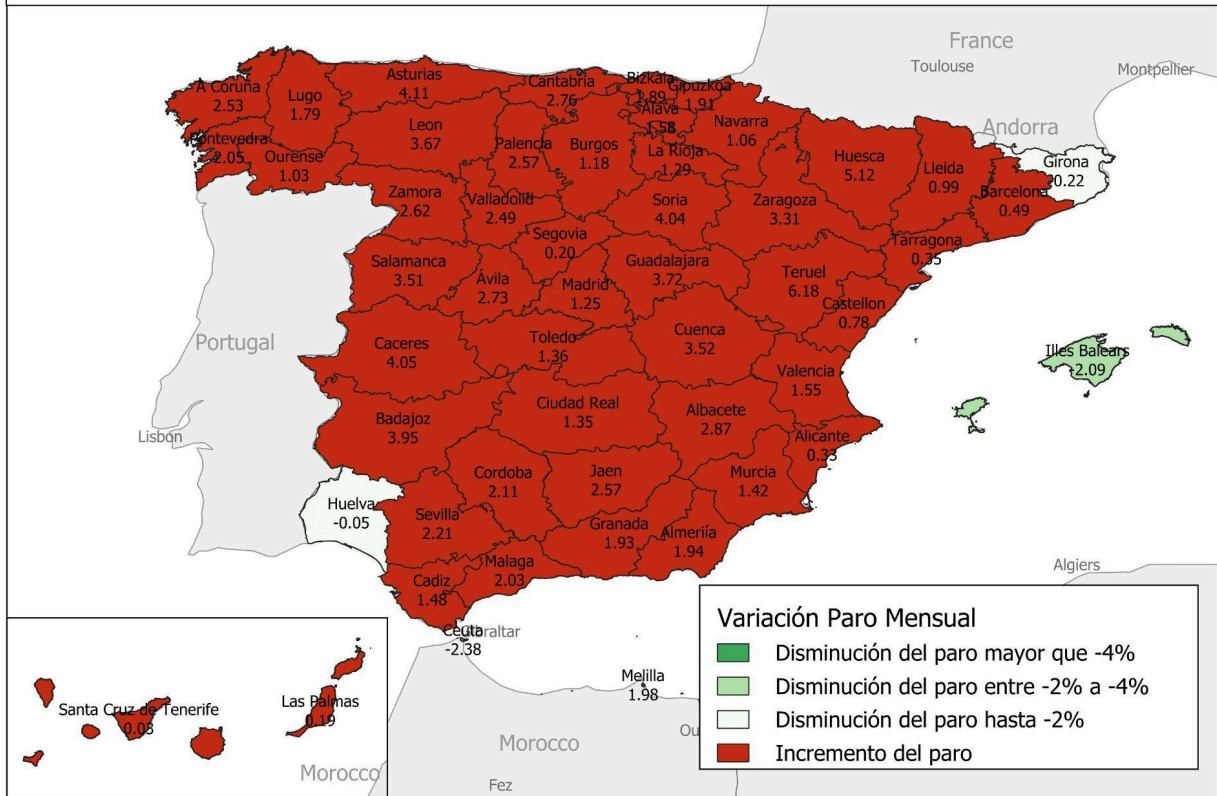 France
Toulouse
Montpellier
Andorra
A Coruña
2.53
Lugo
1.79
Asturias
4.11
Cantabria
2.76
Bizkaia
1.89
Gipuzkoa
1.91
Alava
1.58
Navarra
1.06
Pontevedra
2.05
Ourense
1.03
Leon
3.67
Palencia
2.57
Burgos
1.18
La Rioja
1.29
Huesca
5.12
Lleida
0.99
Girona
-0.22
Barcelona
0.49
Zamora
2.62
Valladolid
2.49
Soria
4.04
Zaragoza
3.31
Segovia
0.20
Tarragona
0.35
Salamanca
3.51
Ávila
2.73
Madrid
1.25
Guadalajara
3.72
Teruel
6.18
Castellon
0.78
Portugal
Caceres
4.05
Toledo
1.36
Cuenca
3.52
Valencia
1.55
Illes Balears
-2.09
Lisbon
Badajoz
3.95
Ciudad Real
1.35
Albacete
2.87
Alicante
0.33
Huelva
-0.05
Cordoba
2.11
Jaen
2.57
Murcia
1.42
Sevilla
2.21
Granada
1.93
Almeriía
1.94
Cadiz
1.48
Malaga
2.03
Algiers
Ceuta
-2.38
Gibraltar
Melilla
1.98
Santa Cruz de Tenerife
0.03
Las Palmas
0.19
Morocco
Morocco
Fez
Ou
Variación Paro Mensual
Disminución del paro mayor que -4%
Disminución del paro entre -2% a -4%
Disminución del paro hasta -2%
Incremento del paro